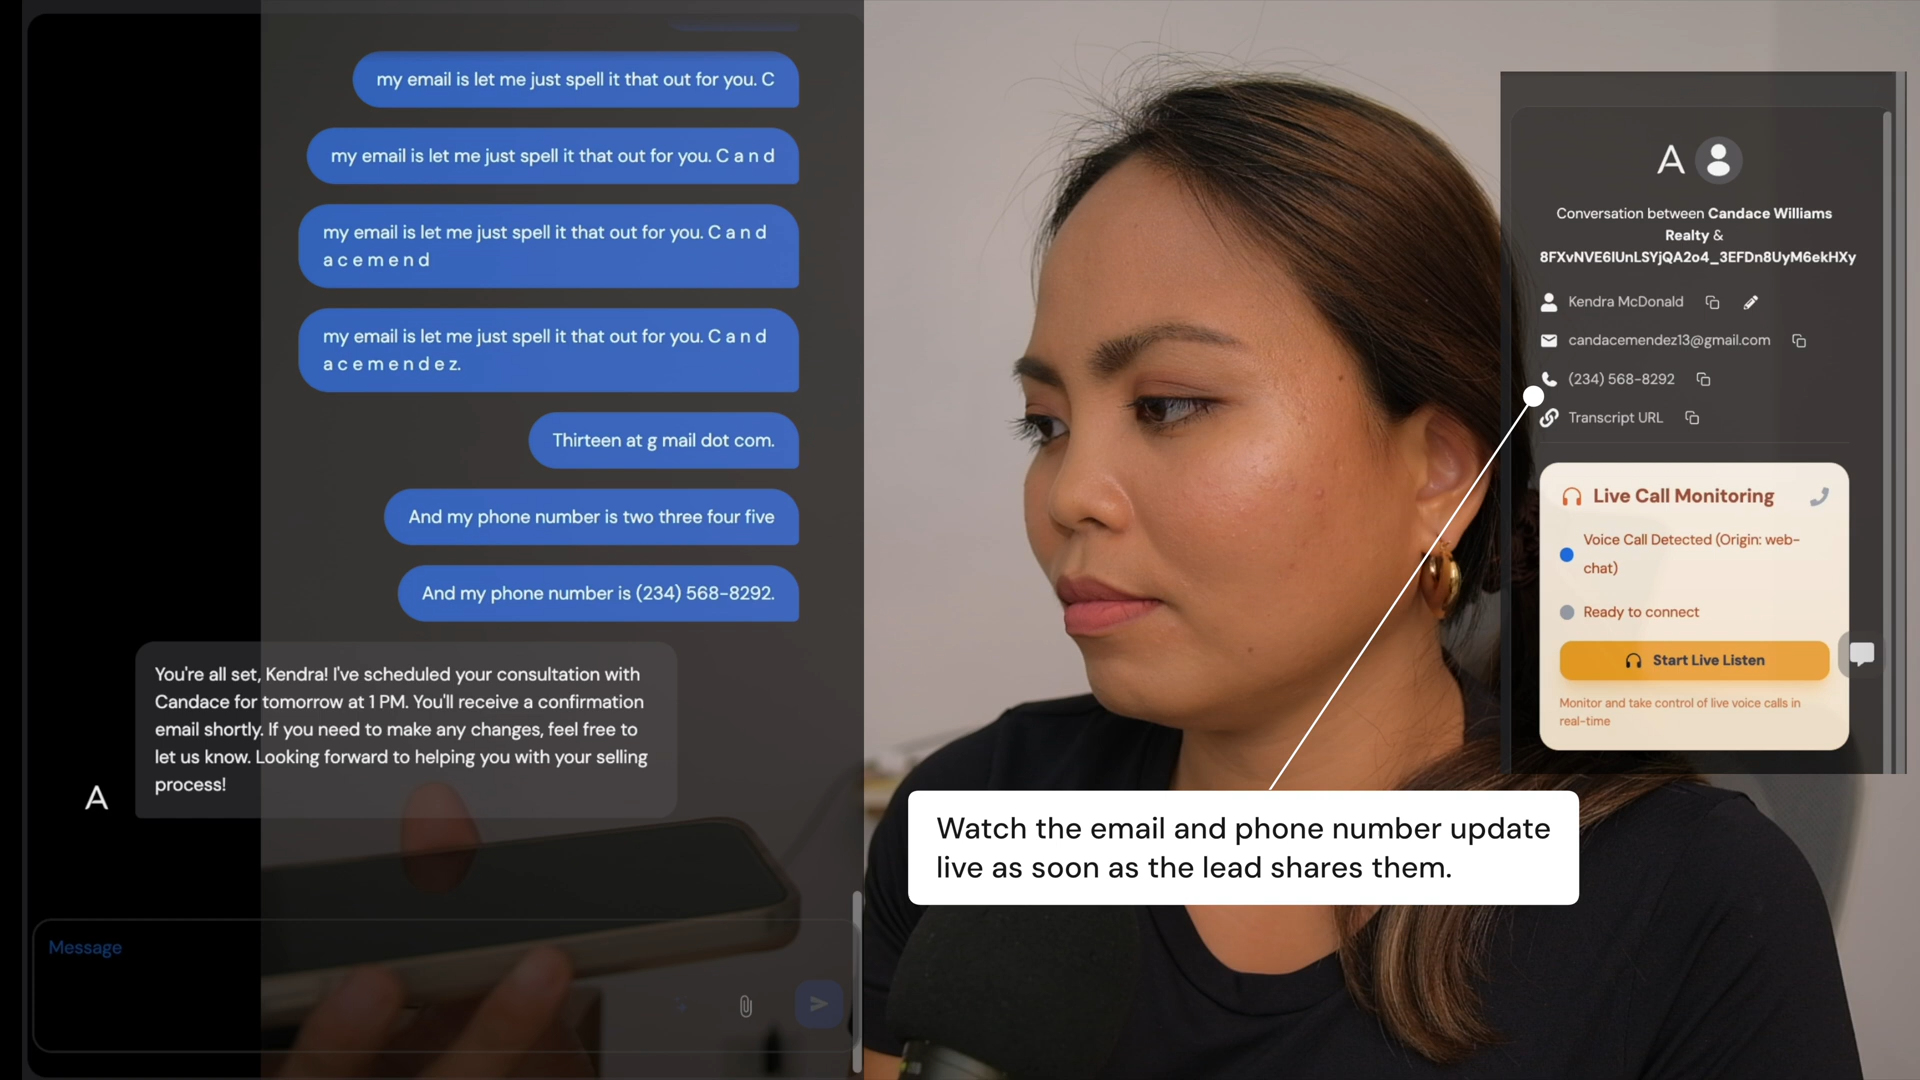 my email is let me just spell it that out for you. C
my email is let me just spell it that out for you. C a n d
my email is let me just spell it that out for you. C a n d
a c e m e n d
my email is let me just spell it that out for you. C a n d
a c e m e n d e z.
Thirteen at g mail dot com.
And my phone number is two three four five
And my phone number is (234) 568-8292.
You're all set, Kendra! I've scheduled your consultation with
Candace for tomorrow at 1 PM. You'll receive a confirmation
email shortly. If you need to make any changes, feel free to
let us know. Looking forward to helping you with your selling
process!
A
Message
A
Conversation between Candace Williams
Realty &
8FXvNVE6lUnLSYjQA2o4_3EFDn8UyM6ekHXy
Kendra McDonald
candacemendez13@gmail.com
(234) 568-8292
Transcript URL
Live Call Monitoring
Voice Call Detected (Origin: web-
chat)
Ready to connect
Start Live Listen
Monitor and take control of live voice calls in
real-time
Watch the email and phone number update
live as soon as the lead shares them.